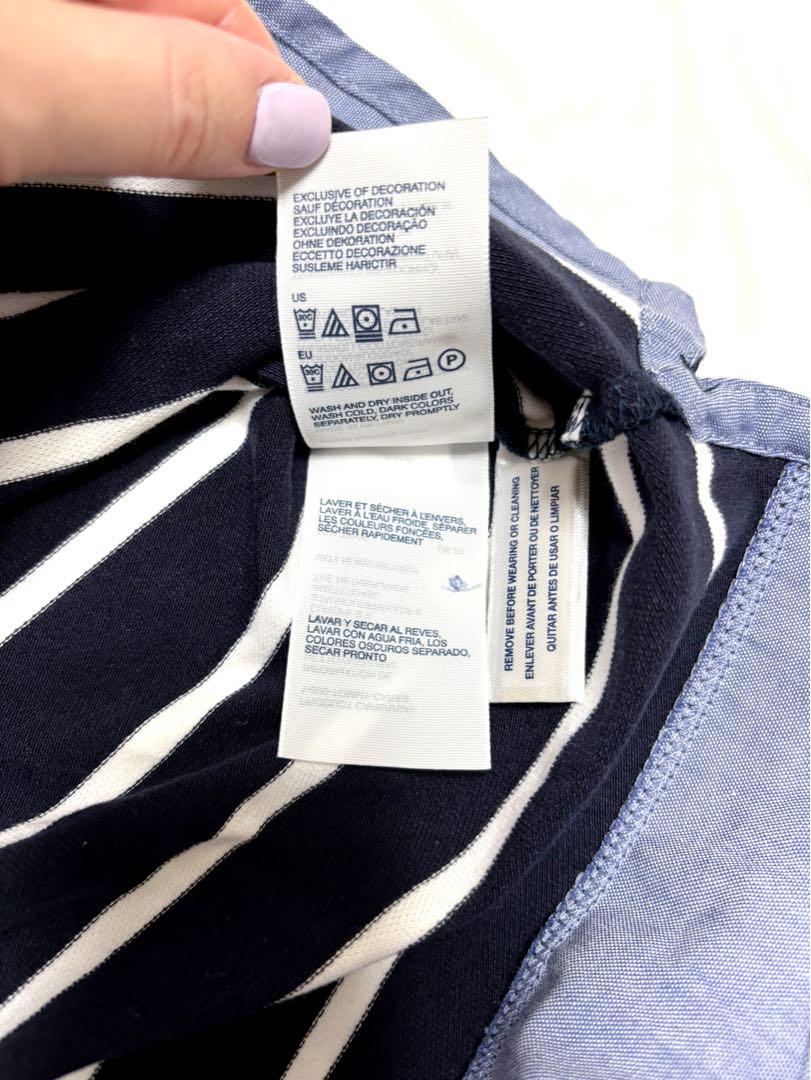 EXCLUSIVE OF DECORATION
SAUF DÉCORATION
EXCLUYE LA DECORACIÓN
EXCLUINDO DECORAÇÃO
OHNE DEKORATION
ECCETTO DECORAZIONE
SUSLEME HARICTIR
US
30C
EU
30C
P
WASH AND DRY INSIDE OUT,
WASH COLD, DARK COLORS
SEPARATELY, DRY PROMPTLY
LAVER ET SÉCHER À L'ENVERS,
LAVER À L'EAU FROIDE, SÉPARER
LES COULEURS FONCÉES,
SÉCHER RAPIDEMENT
LAVAR Y SECAR AL REVES,
LAVAR CON AGUA FRIA, LOS
COLORES OSCUROS SEPARADO,
SECAR PRONTO
REMOVE BEFORE WEARING OR CLEANING
ENLEVER AVANT DE PORTER OU DE NETTOYER
QUITAR ANTES DE USAR O LIMPIAR